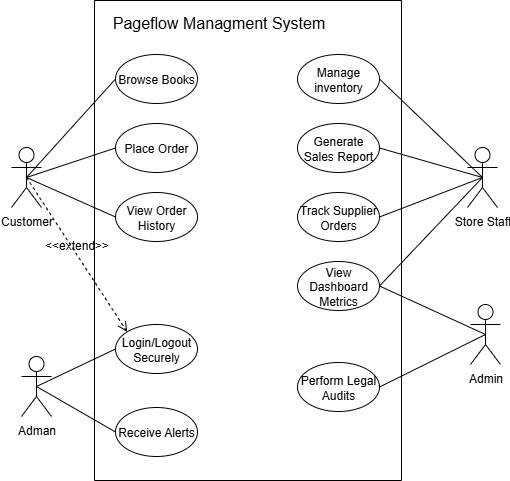 Pageflow Managment System
Browse Books
Manage
inventory
Place Order
Generate
Sales Report
Customer
View Order
History
Track Supplier
Orders
Store Staff
<<extend>>
View
Dashboard
Metrics
Login/Logout
Securely
Perform Legal
Audits
Admin
Adman
Receive Alerts